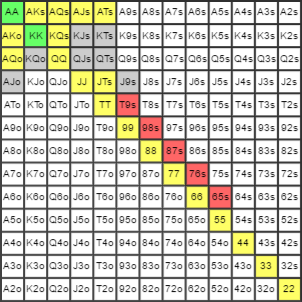 AA AKs AQs AJs ATs A9s A8s A7s A6s A5s A4s A3s A2s
AKo KK KQs KJs KTs K9s K8s K7s K6s K5s K4s K3s K2s
AQo KQo QQ QJs QTs Q9s Q8s Q7s Q6s Q5s Q4s Q3s Q2s
AJo KJo QJo JJ JTs J9s J8s J7s J6s J5s J4s J3s J2s
ATo KTo QTo JTo TT T9s T8s T7s T6s T5s T4s T3s T2s
A9o K9o Q9o J9o T9o 99 98s 97s 96s 95s 94s 93s 92s
A8o K8o Q8o J8o T8o 98o 88 87s 86s 85s 84s 83s 82s
A7o K7o Q7o J7o T7o 97o 87o 77 76s 75s 74s 73s 72s
A6o K6o Q6o J6o T6o 96o 86o 76o 66 65s 64s 63s 62s
A5o K5o Q5o J5o T5o 95o 85o 75o 65o 55 54s 53s 52s
A4o K4o Q4o J4o T4o 94o 84o 74o 64o 54o 44 43s 42s
A3o K3o Q3o J3o T3o 93o 83o 73o 63o 53o 43o 33 32s
A2o K2o Q2o J2o T2o 92o 82o 72o 62o 52o 42o 32o 22